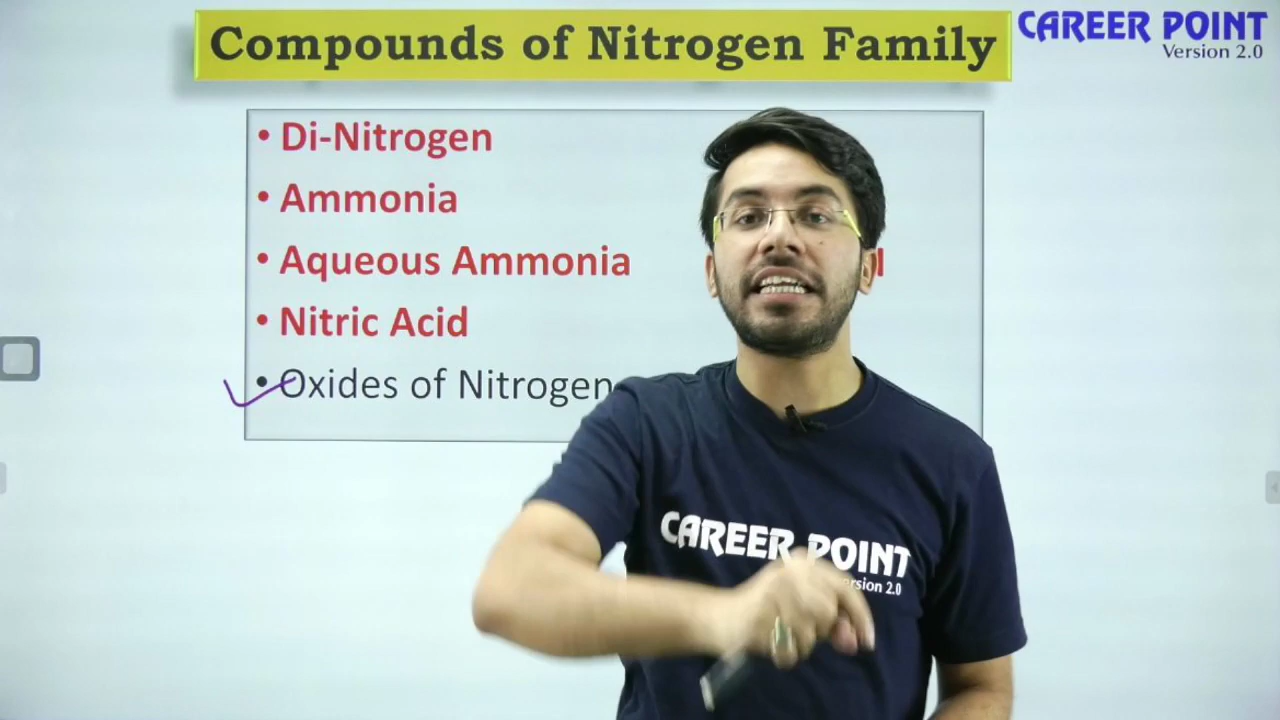 Compounds of Nitrogen Family
CAREER POINT
Version 2.0
• Di-Nitrogen
• Ammonia
• Aqueous Ammonia
• Nitric Acid
• Oxides of Nitrogen
CAREER POINT
2.0